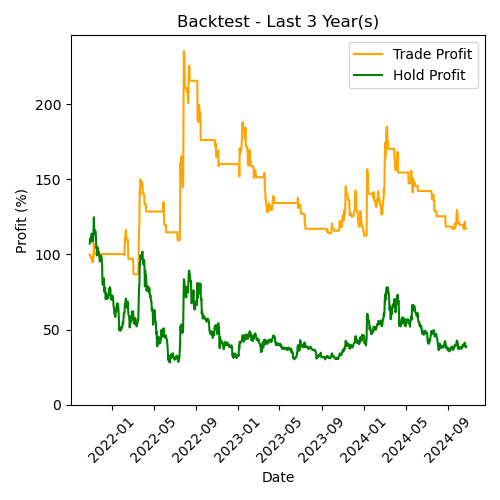 Backtest - Last 3 Year(s)
Trade Profit
Hold Profit
Profit (%)
200
150
100
50
0
2022-01
2022-05
2022-09
2023-01
2023-05
2023-09
2024-01
2024-05
2024-09
Date